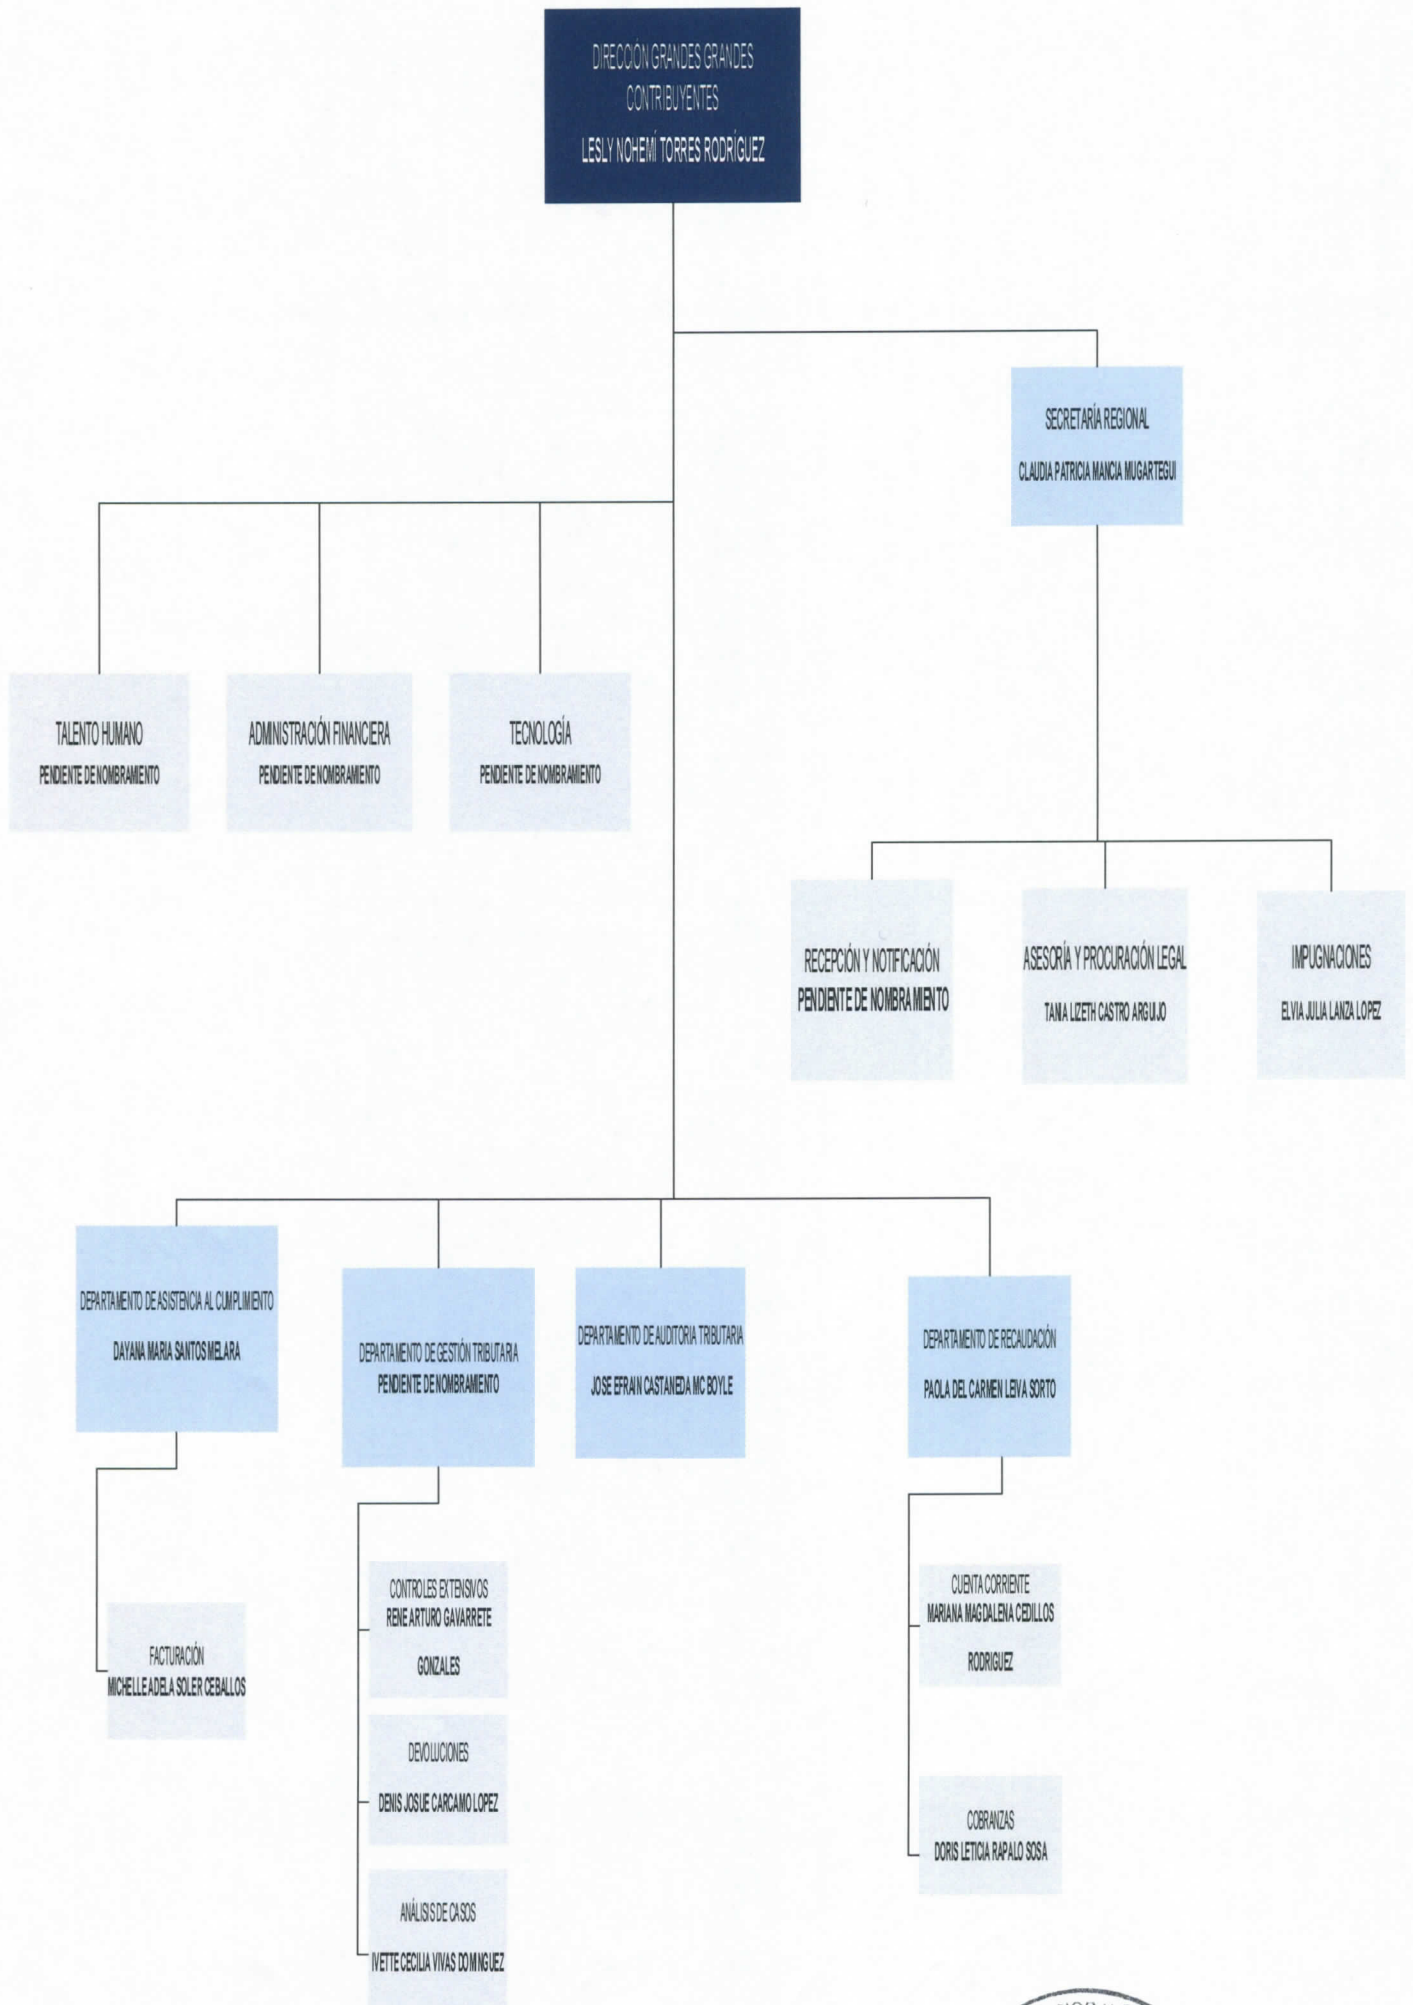 DIRECCIÓN GRANDES GRANDES
CONTRIBUYENTES
LESLY NOHEMÍ TORRES RODRÍGUEZ
SECRETARÍA REGIONAL
CLAUDIA PATRICIA MANCIA MUGARTEGUI
TALENTO HUMANO
PENDIENTE DE NOMBRAMIENTO
ADMINISTRACIÓN FINANCIERA
PENDIENTE DE NOMBRAMIENTO
TECNOLOGÍA
PENDIENTE DE NOMBRAMIENTO
RECEPCIÓN Y NOTIFICACIÓN
PENDIENTE DE NOMBRAMIENTO
ASESORÍA Y PROCURACIÓN LEGAL
TANIA LIZETH CASTRO ARGUIJO
IMPUGNACIONES
ELVIA JULIA LANZA LOPEZ
DEPARTAMENTO DE ASISTENCIA AL CUMPLIMIENTO
DAYANA MARIA SANTOS MELARA
DEPARTAMENTO DE GESTIÓN TRIBUTARIA
PENDIENTE DE NOMBRAMIENTO
DEPARTAMENTO DE AUDITORIA TRIBUTARIA
JOSE EFRAIN CASTANEDA MC BOYLE
DEPARTAMENTO DE RECAUDACIÓN
PAOLA DEL CARMEN LEIVA SORTO
FACTURACIÓN
MICHELLE ADELA SOLER CEBALLOS
CONTROLES EXTENSIVOS
RENE ARTURO GAVARRETE
GONZALES
DEVOLUCIONES
DENIS JOSUE CARCAMO LOPEZ
ANÁLISIS DE CASOS
IVETTE CECILIA VIVAS DOMINGUEZ
CUENTA CORRIENTE
MARIANA MAGDALENA CEDILLOS
RODRIGUEZ
COBRANZAS
DORIS LETICIA RAPALO SOSA